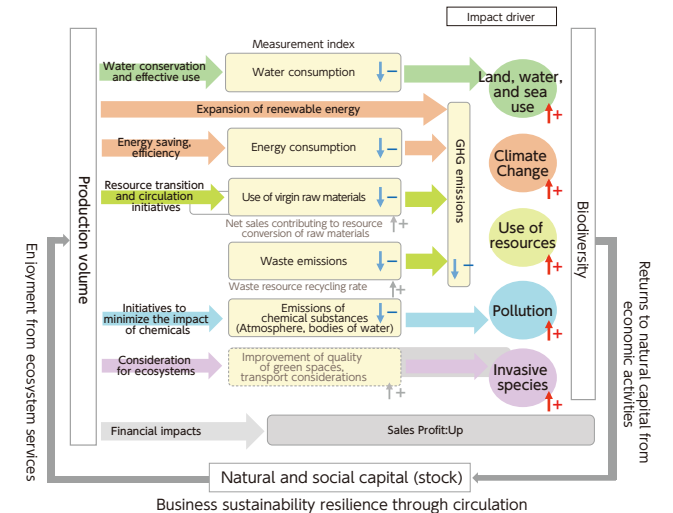 Impact driver
Measurement index
Water conservation
and effective use
Water consumption
−
Land, water,
and sea
use
+
Expansion of renewable energy
Energy saving,
efficiency
Energy consumption
−
GHG emissions
−
Climate
Change
+
Resource transition
and circulation
initiatives
Use of virgin raw materials
−
Net sales contributing to resource
conversion of raw materials
+
Use of
resources
+
Waste emissions
−
Waste resource recycling rate
+
Initiatives to
minimize the impact
of chemicals
Emissions of
chemical substances
(Atmosphere, bodies of water)
−
Pollution
+
Consideration
for ecosystems
Improvement of quality
of green spaces,
transport considerations
+
Invasive
species
+
Financial impacts
Sales Profit:Up
Production volume
Biodiversity
Enjoyment from ecosystem services
Returns to natural capital from
economic activities
Natural and social capital (stock)
Business sustainability resilience through circulation